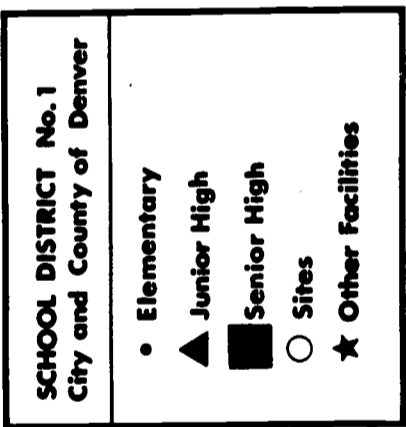 SCHOOL DISTRICT No. 1
City and County of Denver
Elementary
Junior High
Senior High
Sites
Other Facilities